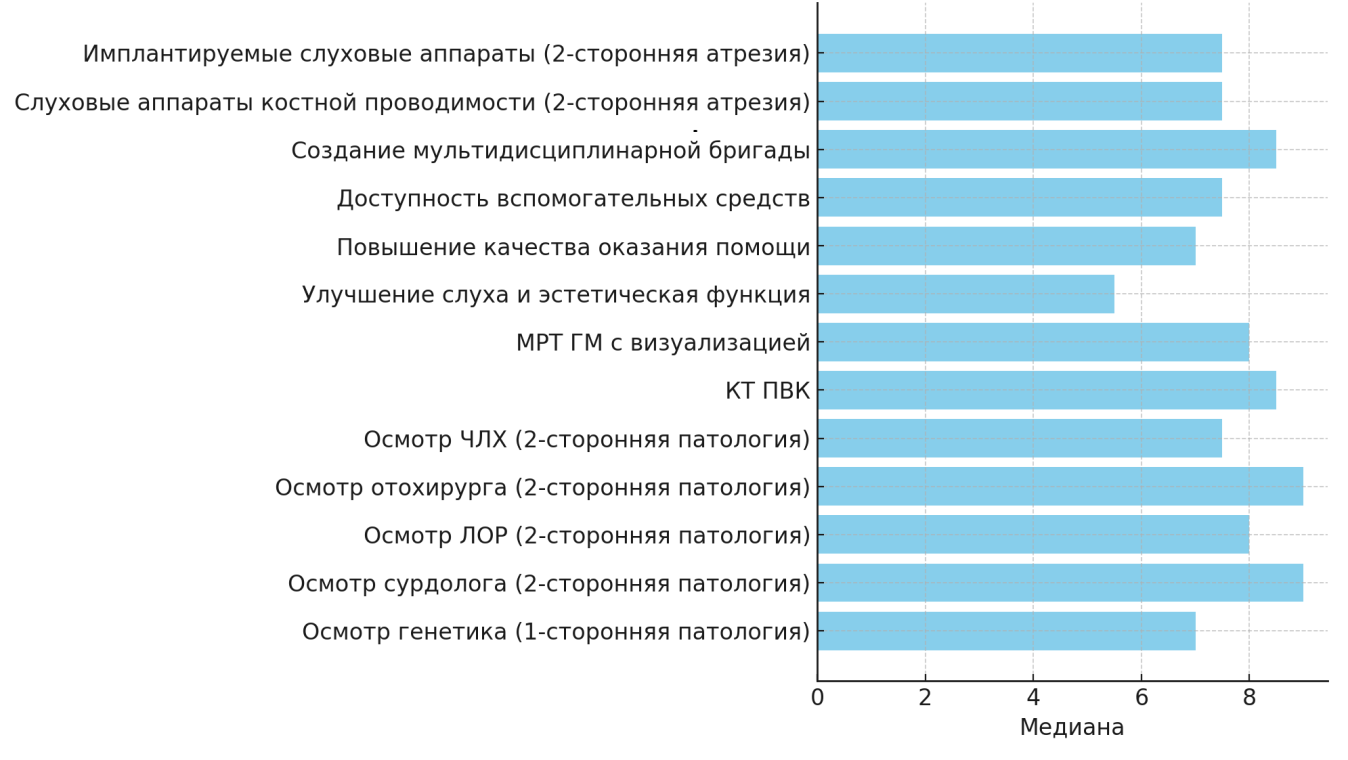 Имплантируемые слуховые аппараты (2-сторонняя атрезия)
Слуховые аппараты костной проводимости (2-сторонняя атрезия)
Создание мультидисциплинарной бригады
Доступность вспомогательных средств
Повышение качества оказания помощи
Улучшение слуха и эстетическая функция
МРТ ГМ с визуализацией
КТ ПВК
Осмотр ЧЛХ (2-сторонняя патология)
Осмотр отохирурга (2-сторонняя патология)
Осмотр ЛОР (2-сторонняя патология)
Осмотр сурдолога (2-сторонняя патология)
Осмотр генетика (1-сторонняя патология)
0 2 4 6 8
Медиана